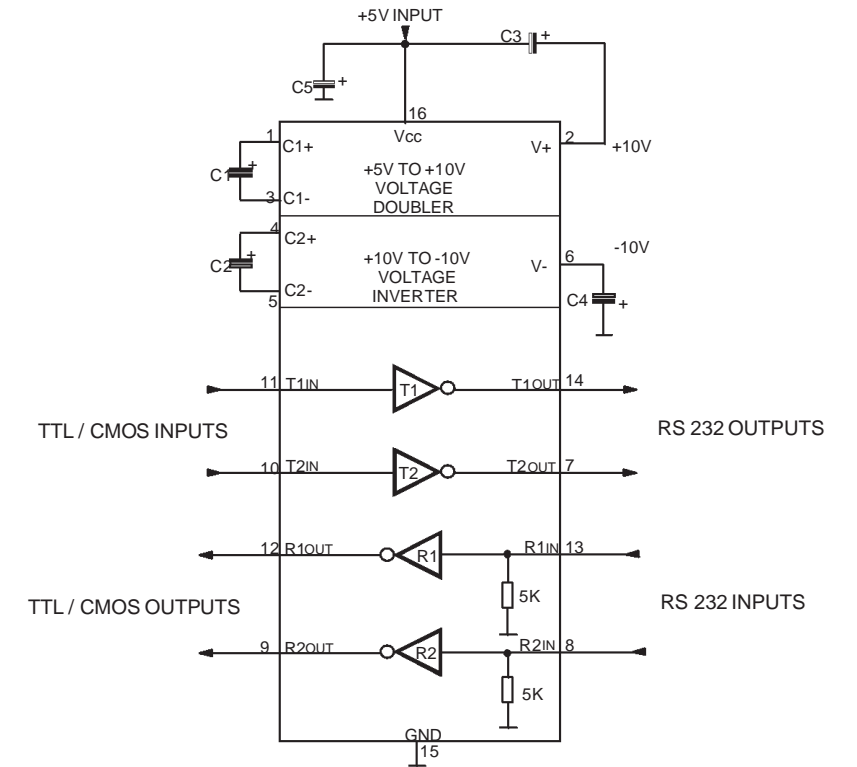 +5V INPUT
C3 +
C5 +
16
Vcc
1
C1+
V+
2
+10V
C1
+
+5V TO +10V
VOLTAGE
DOUBLER
3
C1-
4
C2+
C2
+
+10V TO -10V
VOLTAGE
INVERTER
V-
6
-10V
5
C2-
C4
+
11 T1IN
T1
T1OUT 14
TTL / CMOS INPUTS
RS 232 OUTPUTS
10 T2IN
T2
T2OUT 7
12 R1OUT
R1
R1IN 13
5K
TTL / CMOS OUTPUTS
RS 232 INPUTS
9 R2OUT
R2
R2IN 8
5K
GND
15